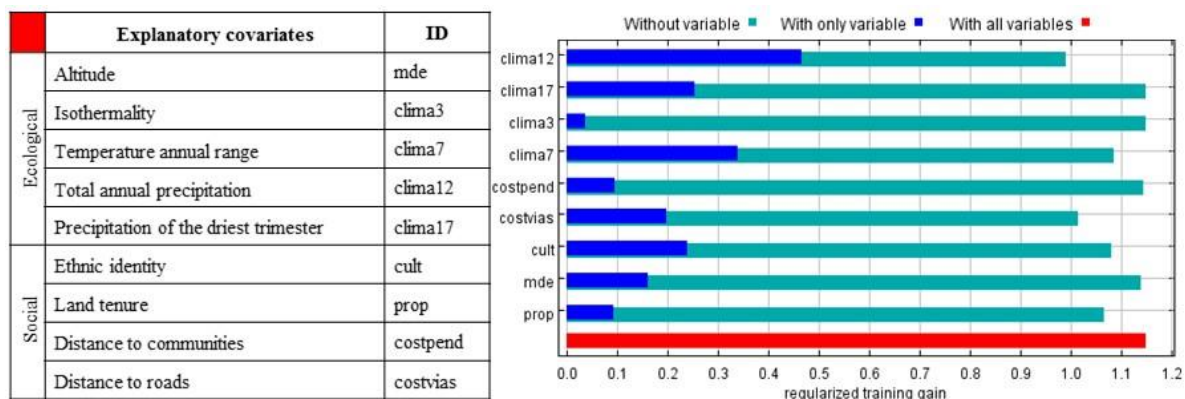 Explanatory covariates ID
Ecological
Altitude mde
Isothermality clima3
Temperature annual range clima7
Total annual precipitation clima12
Precipitation of the driest trimester clima17
Social
Ethnic identity cult
Land tenure prop
Distance to communities costpend
Distance to roads costvias
Without variable With only variable With all variables
clima12
clima17
clima3
clima7
costpend
costvias
cult
mde
prop
0.0 0.1 0.2 0.3 0.4 0.5 0.6 0.7 0.8 0.9 1.0 1.1 1.2
regularized training gain